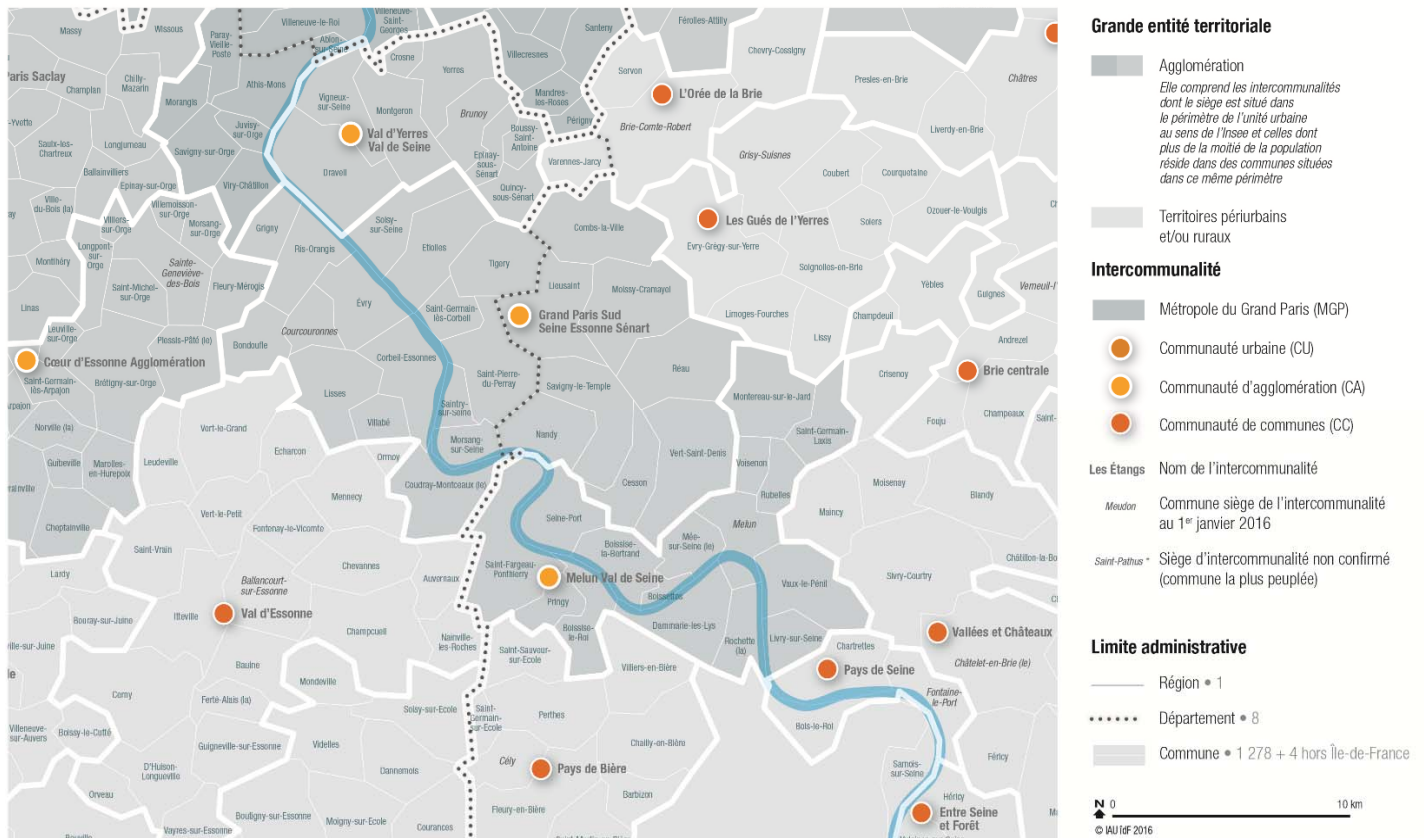 Massy
Wissous
Villeneuve-le-Roi
Villeneuve-
Saint-
Georges
Santeny
Férolles-Attilly
Paray-
Vieille-
Poste
Ablon-
sur-Seine
Crosne
Villecresnes
Chevry-Cossigny
Yerres
Servon
Presles-en-Brie
Châtres
Paris Saclay
Chilly-
Mazarin
Champlan
Athis-Mons
Vigneux-
sur-Seine
Mandres-
les-Roses
L'Orée de la Brie
Morangis
Montgeron
Brunoy
Périgny
-Yvette
Juvisy-
sur-Orge
Val d'Yerres
Val de Seine
Boussy-
Saint-
Antoine
Brie-Comte-Robert
Liverdy-en-Brie
Saulx-les-
Chartreux
Longjumeau
Savigny-sur-Orge
Epinay-
sous-
Sénart
Varennes-Jarcy
Grisy-Suisnes
Ballainvilliers
Draveil
Coubert
Courquetaine
Epinay-sur-Orge
Viry-Châtillon
Quincy-
sous-Sénart
Ville-
du-Bois (la)
Villemoisson-
sur-Orge
Villiers-
sur-Orge
Morsang-
sur-Orge
Grigny
Soisy-
sur-Seine
Les Gués de l'Yerres
Solers
Ozouer-le-Voulgis
Combs-la-Ville
Longpont-
sur-
Orge
Ris-Orangis
Etiolles
Evry-Grégy-sur-Yerre
Montlhéry
Sainte-
Geneviève-
des-Bois
Tigery
Soignolles-en-Brie
Saint-Michel-
sur-Orge
Fleury-Mérogis
Lieusaint
Moissy-Cramayel
Yèbles
Guignes
Verneuil-l'
Linas
Évry
Saint-Germain-
lès-Corbeil
Grand Paris Sud
Seine Essonne Sénart
Limoges-Fourches
Champdeuil
Leuville-
sur-Orge
Plessis-Pâté (le)
Courcouronnes
Bondoufle
Lissy
Andrezel
Cœur d'Essonne Agglomération
Corbeil-Essonnes
Réau
Crisenoy
Brie centrale
Saint-Germain-
lès-Arpajon
Brétigny-sur-Orge
Saint-Pierre-
du-Perray
Savigny-le-Temple
Arpajon
Lisses
Montereau-sur-le-Jard
Saintry-
sur-Seine
Champeaux
Saint-
Norville (la)
Vert-le-Grand
Villabé
Fouju
Nandy
Saint-Germain-
Laxis
Morsang-
sur-Seine
Guibeville
Marolles-
en-Hurepoix
Leudeville
Echarcon
Ormoy
Vert-Saint-Denis
Voisenon
Moisenay
Coudray-Montceaux (le)
Cesson
Rubelles
Blandy
Mennecy
Maincy
Vert-le-Petit
Seine-Port
Melun
Cheptainville
Fontenay-le-Vicomte
Mée-
sur-Seine (le)
Boissise-
la-Bertrand
Saint-Vrain
Chevannes
Saint-Fargeau-
Ponthierry
Lardy
Ballancourt-
sur-Essonne
Auvernaux
Melun Val de Seine
Vaux-le-Pénil
Sivry-Courtry
Boissettes
Pringy
Itteville
Val d'Essonne
Bouray-sur-Juine
Dammarie-les-Lys
Boissise-
le-Roi
Champcueil
Nainville-
les-Roches
Rochette
(la)
Livry-sur-Seine
Vallées et Châteaux
Chartrettes
Saint-Sauveur-
sur-Ecole
Baulne
Villiers-en-Bière
Pays de Seine
Châtelet-en-Brie (le)
Mondeville
Cerny
Ferté-Alais (la)
Soisy-sur-Ecole
Saint-
Germain-
sur-Ecole
Perthes
Fontaine-
le-Port
Villeneuve-
sur-Auvers
Boissy-le-Cutté
Bois-le-Roi
Guigneville-sur-Essonne
Videlles
Chailly-en-Bière
Féricy
D'Huison-
Longueville
Dannemois
Cély
Pays de Bière
Samois-
sur-Seine
Orveau
Barbizon
Héricy
Boutigny-sur-Essonne
Moigny-sur-Ecole
Fleury-en-Bière
Entre Seine
et Forêt
Vayres-sur-Essonne
Courances
Grande entité territoriale
Agglomération
Elle comprend les intercommunalités
dont le siège est situé dans
le périmètre de l'unité urbaine
au sens de l'Insee et celles dont
plus de la moitié de la population
réside dans des communes situées
dans ce même périmètre
Territoires périurbains
et/ou ruraux
Intercommunalité
Métropole du Grand Paris (MGP)
Communauté urbaine (CU)
Communauté d'agglomération (CA)
Communauté de communes (CC)
Les Étangs Nom de l'intercommunalité
Meudon Commune siège de l'intercommunalité
au 1er janvier 2016
Saint-Pathus * Siège d'intercommunalité non confirmé
(commune la plus peuplée)
Limite administrative
Région • 1
Département • 8
Commune • 1 278 + 4 hors Île-de-France
N 0 10 km
© IAU îdF 2016